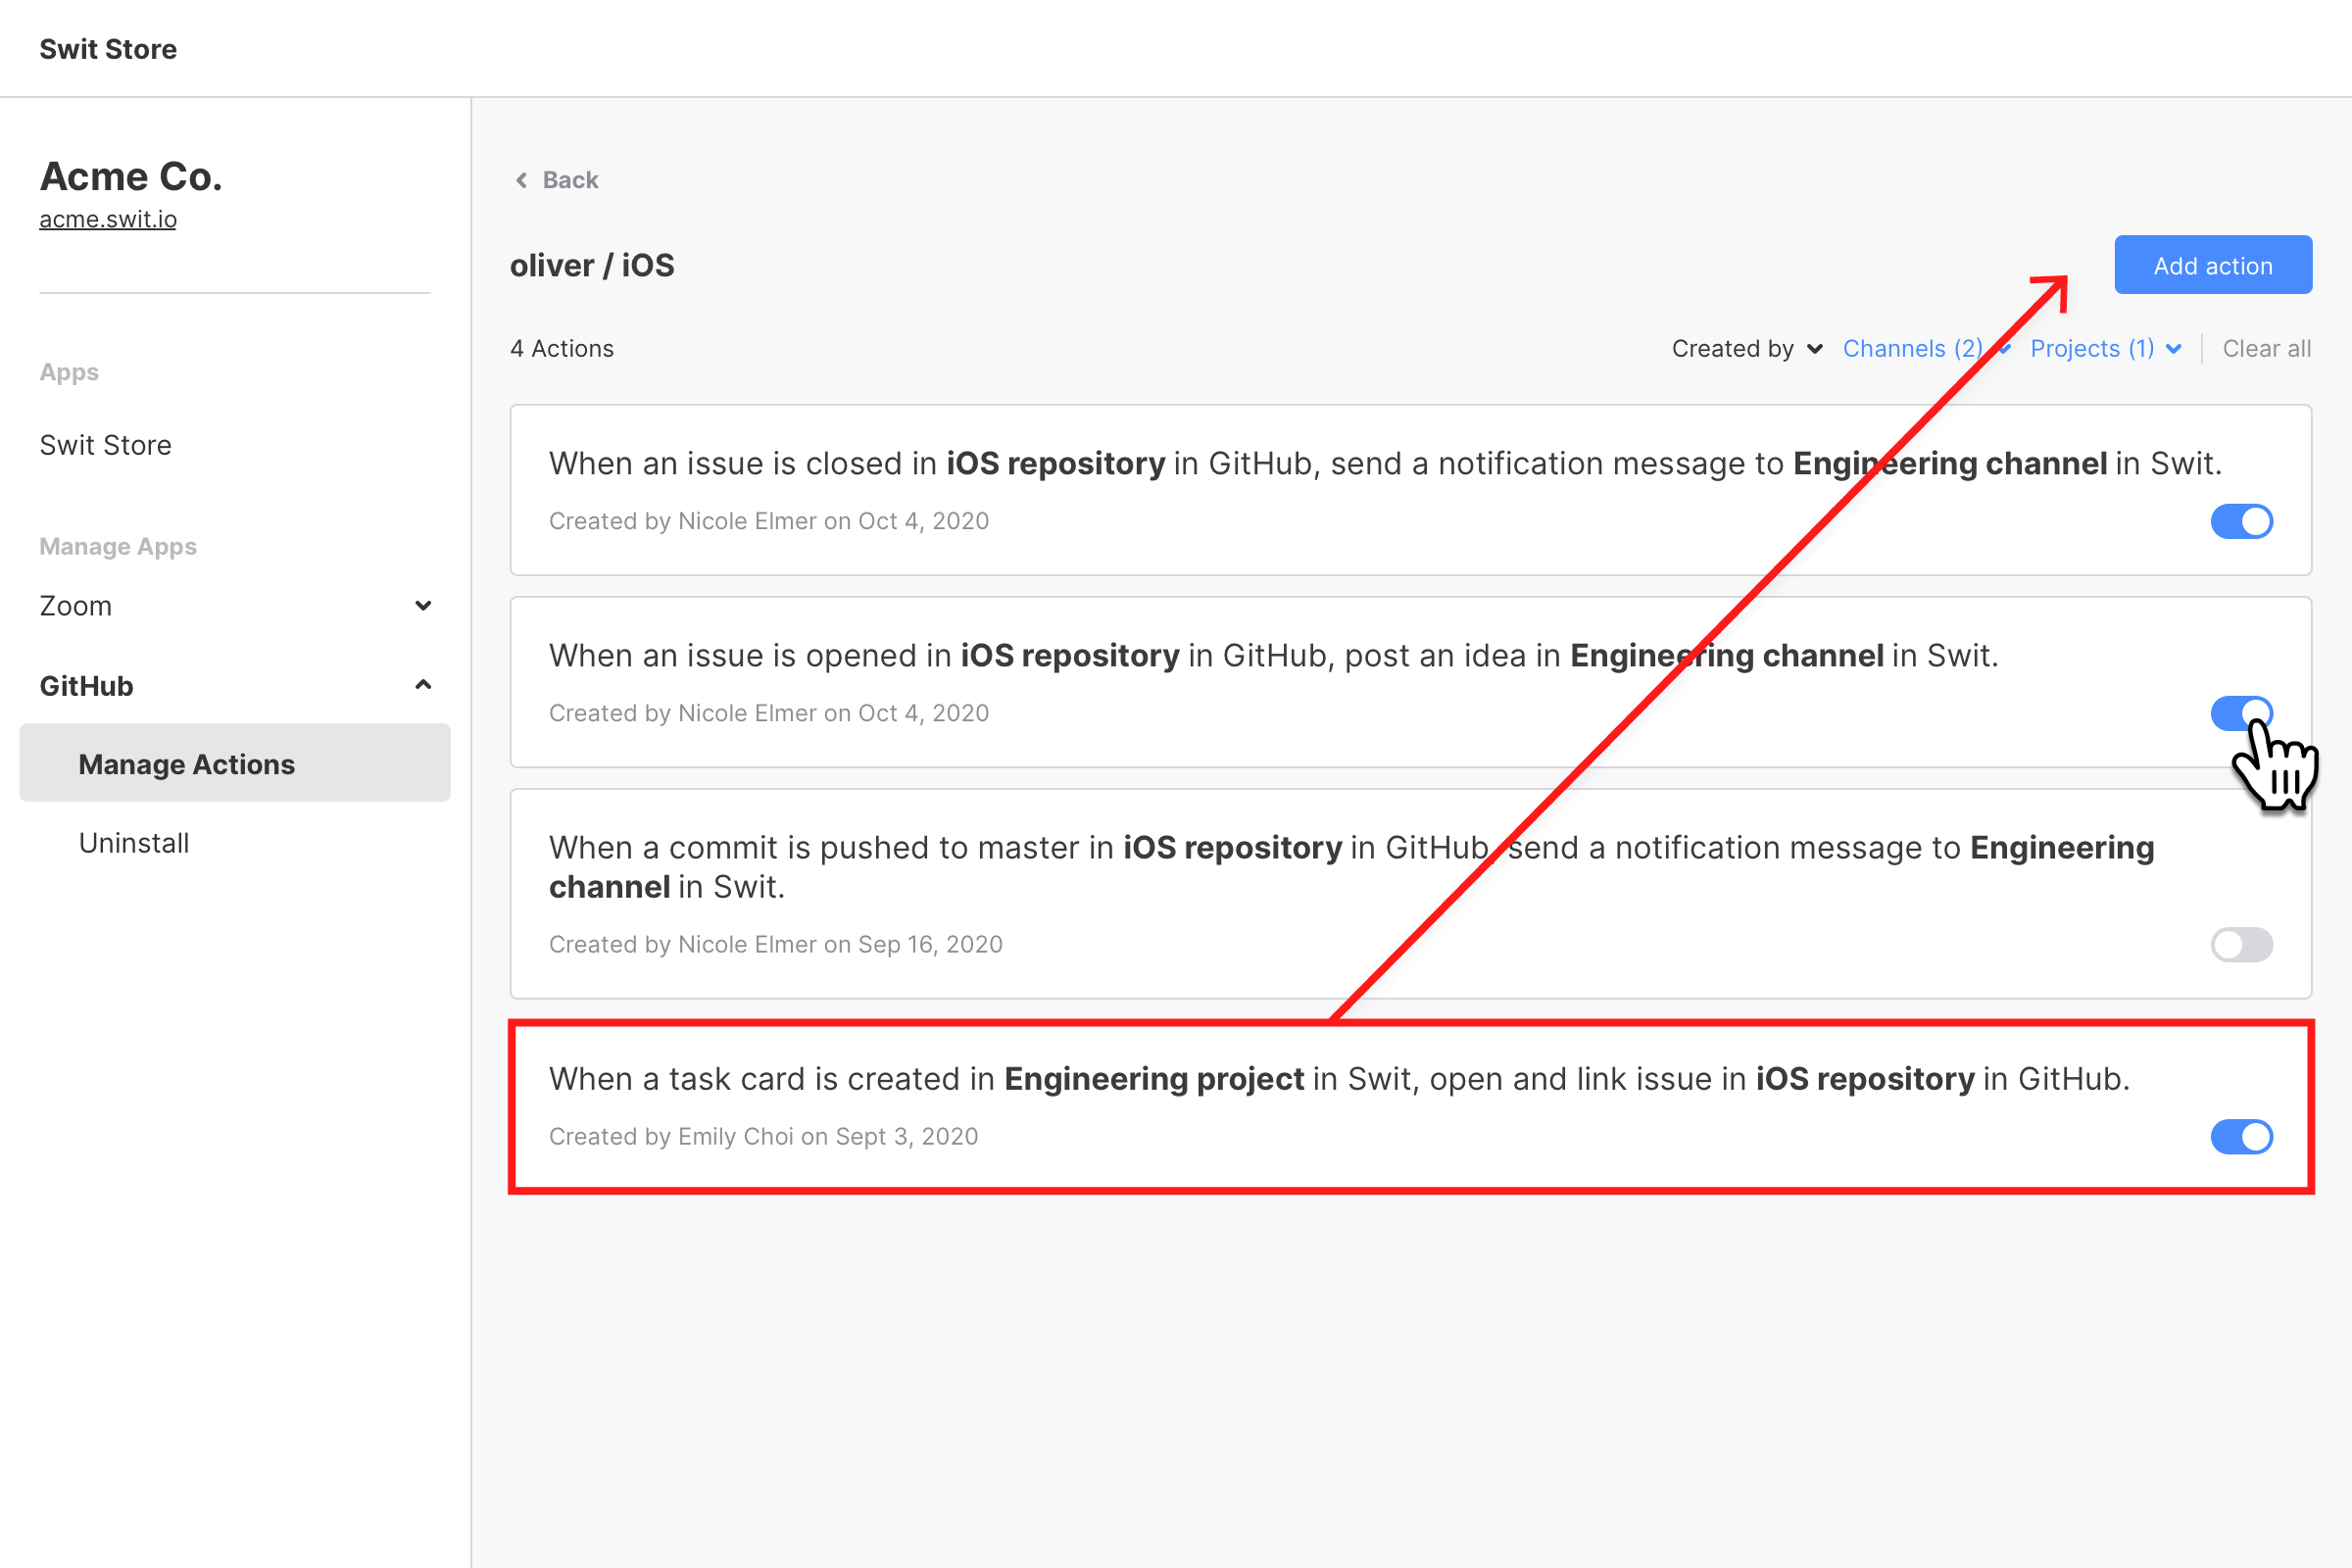 Swit Store
Acme Co.
acme.swit.io
Apps
Swit Store
Manage Apps
Zoom
GitHub
Manage Actions
Uninstall
Back
oliver / iOS
Add action
4 Actions
Created by Channels (2) Projects (1) Clear all
When an issue is closed in iOS repository in GitHub, send a notification message to Engineering channel in Swit.
Created by Nicole Elmer on Oct 4, 2020
When an issue is opened in iOS repository in GitHub, post an idea in Engineering channel in Swit.
Created by Nicole Elmer on Oct 4, 2020
When a commit is pushed to master in iOS repository in GitHub, send a notification message to Engineering
channel in Swit.
Created by Nicole Elmer on Sep 16, 2020
When a task card is created in Engineering project in Swit, open and link issue in iOS repository in GitHub.
Created by Emily Choi on Sept 3, 2020